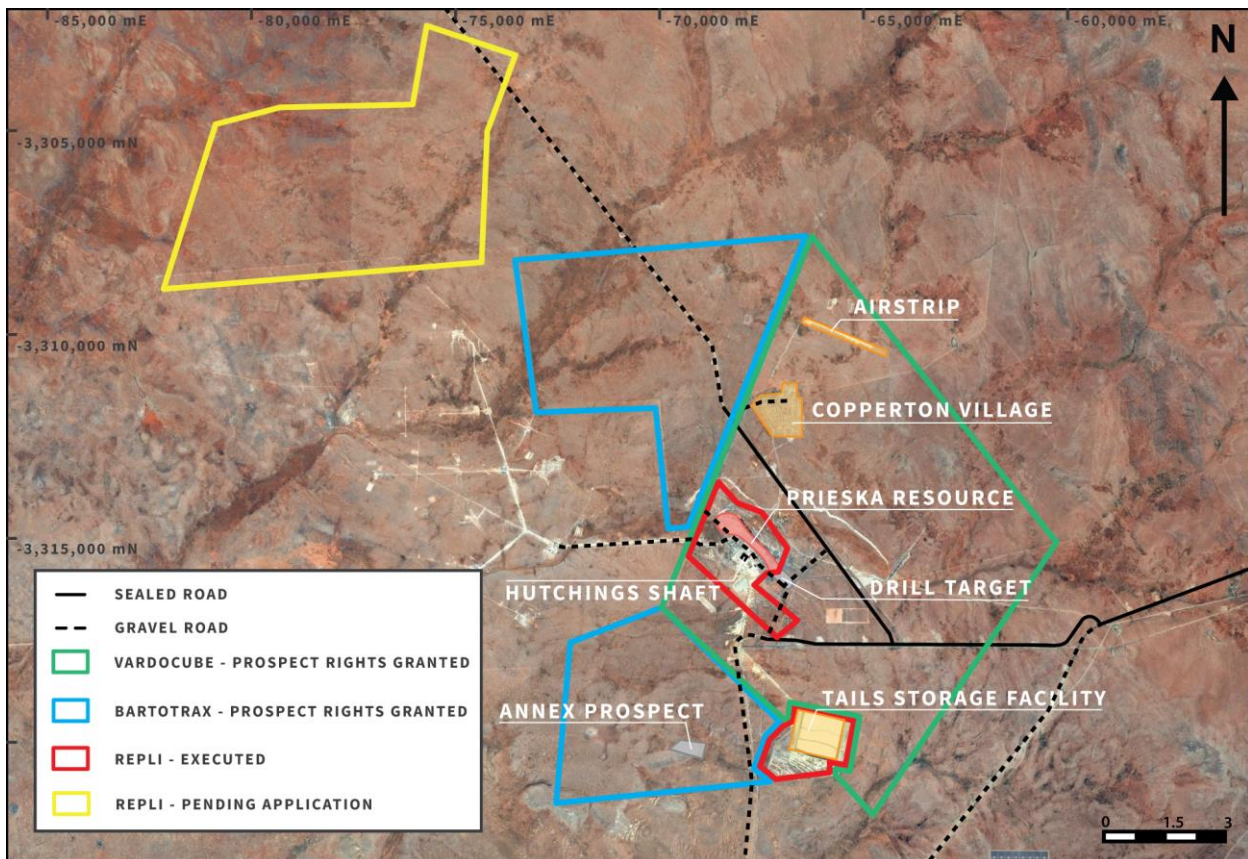 -85,000 mE
-80,000 mE
-75,000 mE
-70,000 mE
-65,000 mE
-60,000 mE
N
-3,305,000 mN
AIRSTRIP
-3,310,000 mN
COPPERTON VILLAGE
PRIESKA RESOURCE
-3,315,000 mN
HUTCHINGS SHAFT
DRILL TARGET
SEALED ROAD
GRAVEL ROAD
VARDOCUBE - PROSPECT RIGHTS GRANTED
BARTOTRAX - PROSPECT RIGHTS GRANTED
REPLI - EXECUTED
REPLI - PENDING APPLICATION
TAILS STORAGE FACILITY
ANNEX PROSPECT
0 1.5 3